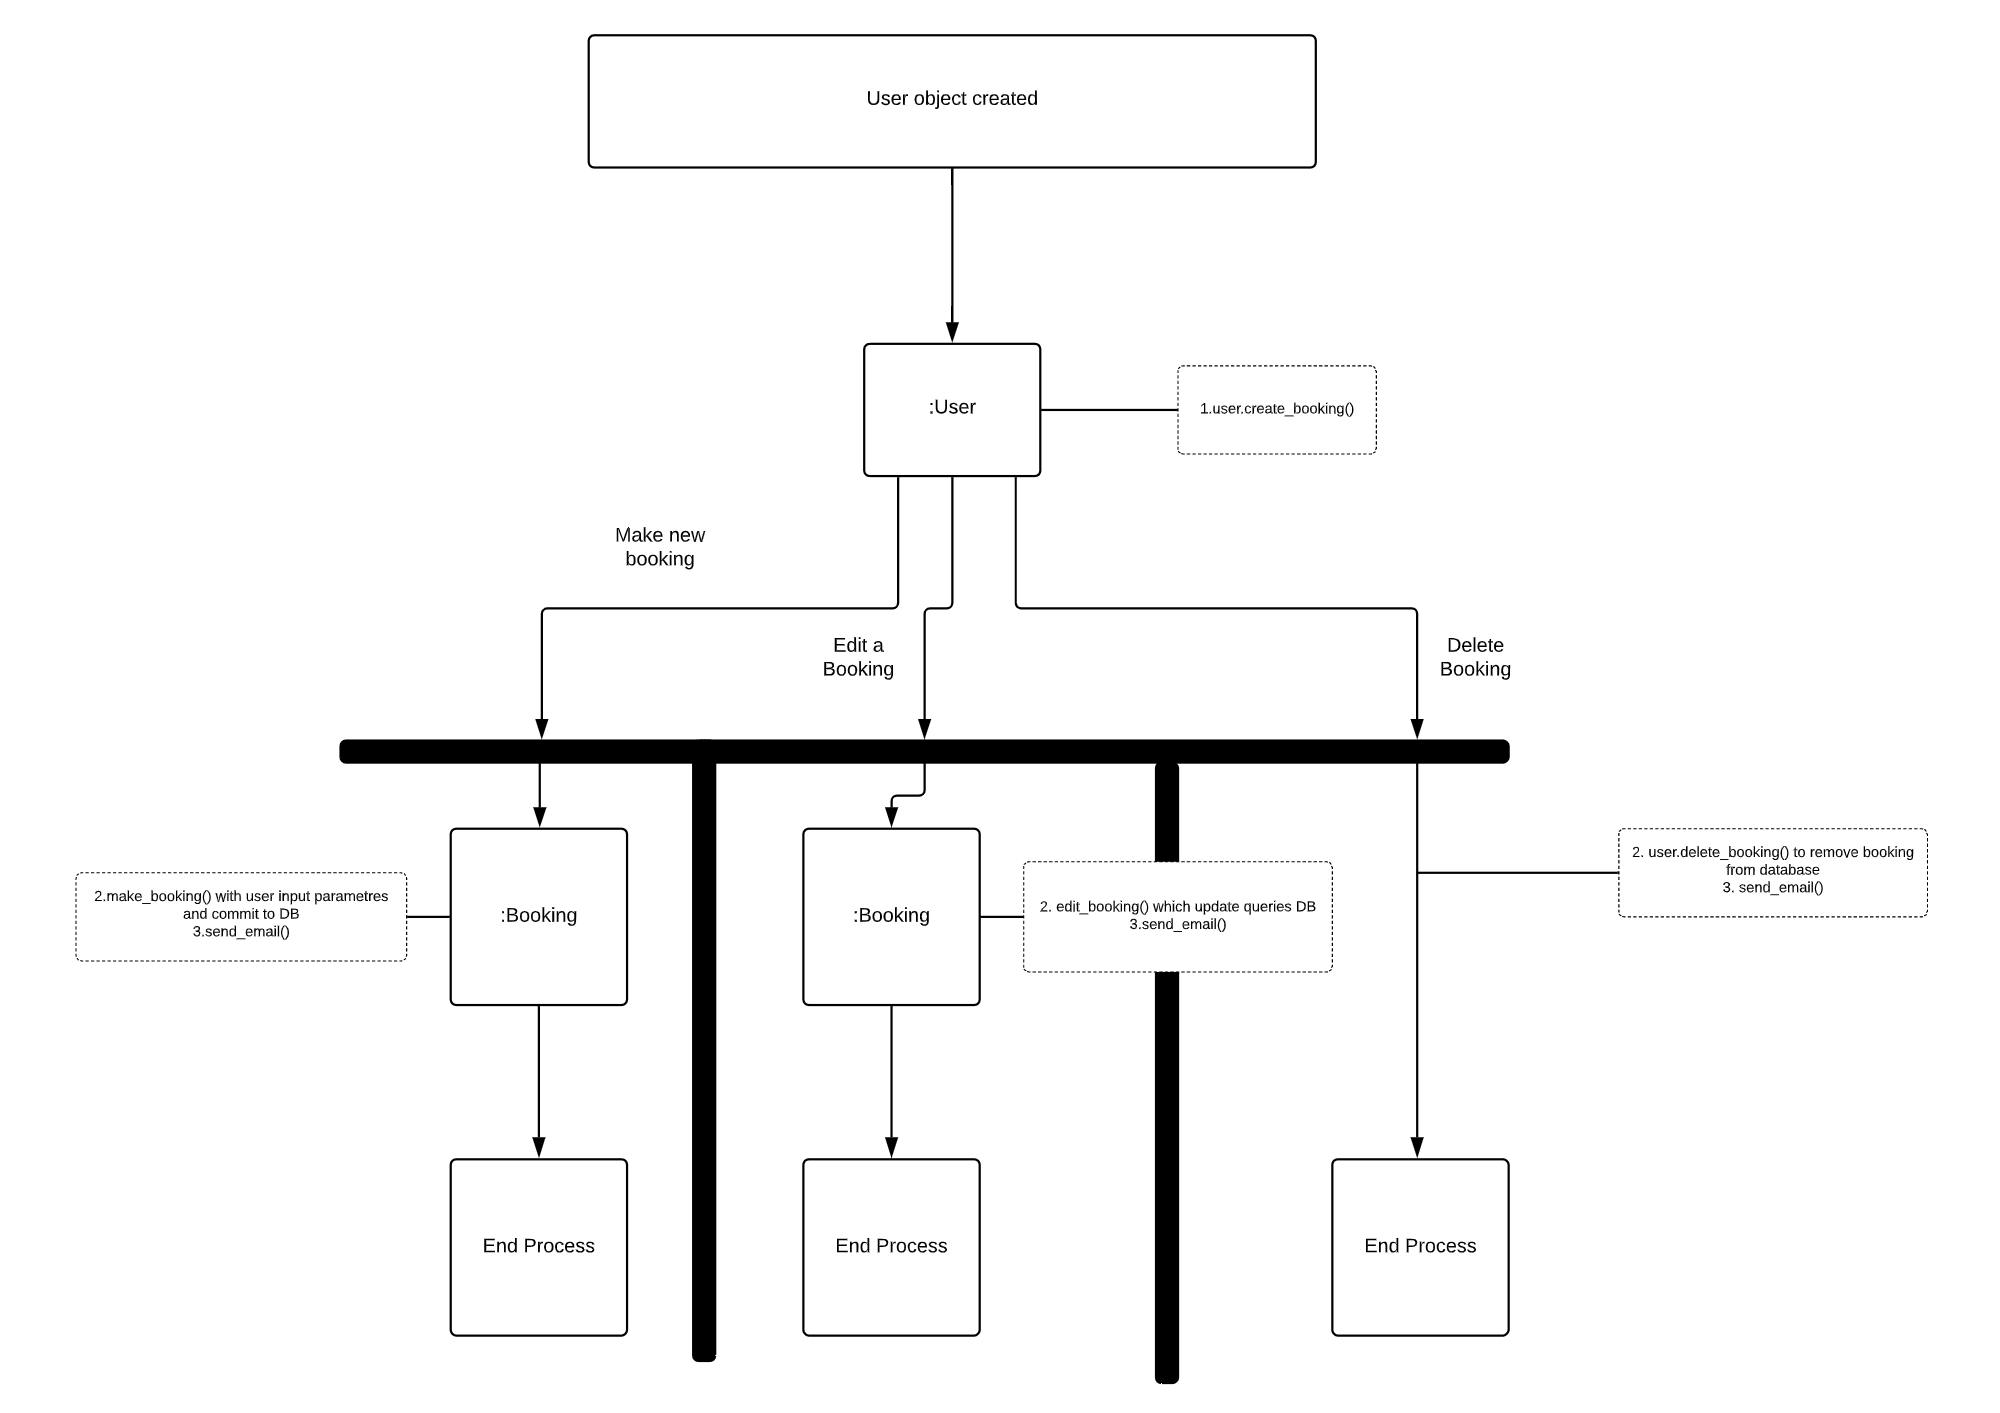 User object created
:User
1.user.create_booking()
Make new
booking
Edit a
Booking
Delete
Booking
2.make_booking() with user input parametres
and commit to DB
3.send_email()
:Booking
:Booking
2. edit_booking() which update queries DB
3.send_email()
2. user.delete_booking() to remove booking
from database
3. send_email()
End Process
End Process
End Process